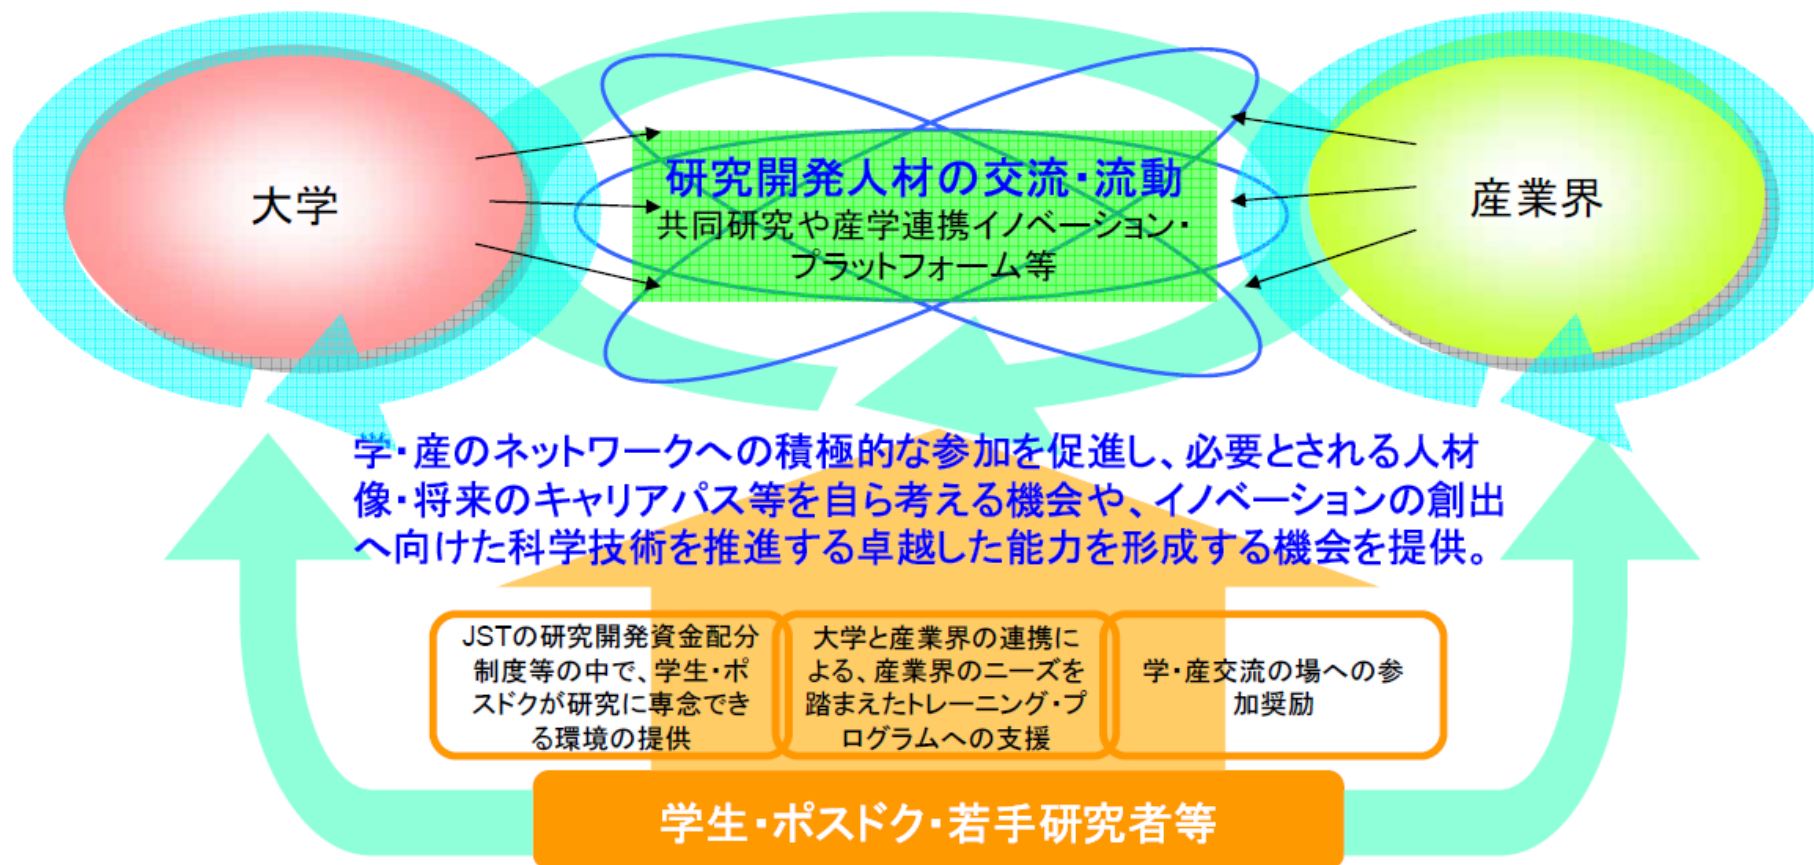 大学
研究開発人材の交流・流動
共同研究や産学連携イノベーション・
プラットフォーム等
産業界
学・産のネットワークへの積極的な参加を促進し、必要とされる人材
像・将来のキャリアパス等を自ら考える機会や、イノベーションの創出
へ向けた科学技術を推進する卓越した能力を形成する機会を提供。
JSTの研究開発資金配分
制度等の中で、学生・ポ
スドクが研究に専念でき
る環境の提供
大学と産業界の連携に
よる、産業界のニーズを
踏まえたトレーニング・プ
ログラムへの支援
学・産交流の場への参
加奨励
学生・ポスドク・若手研究者等